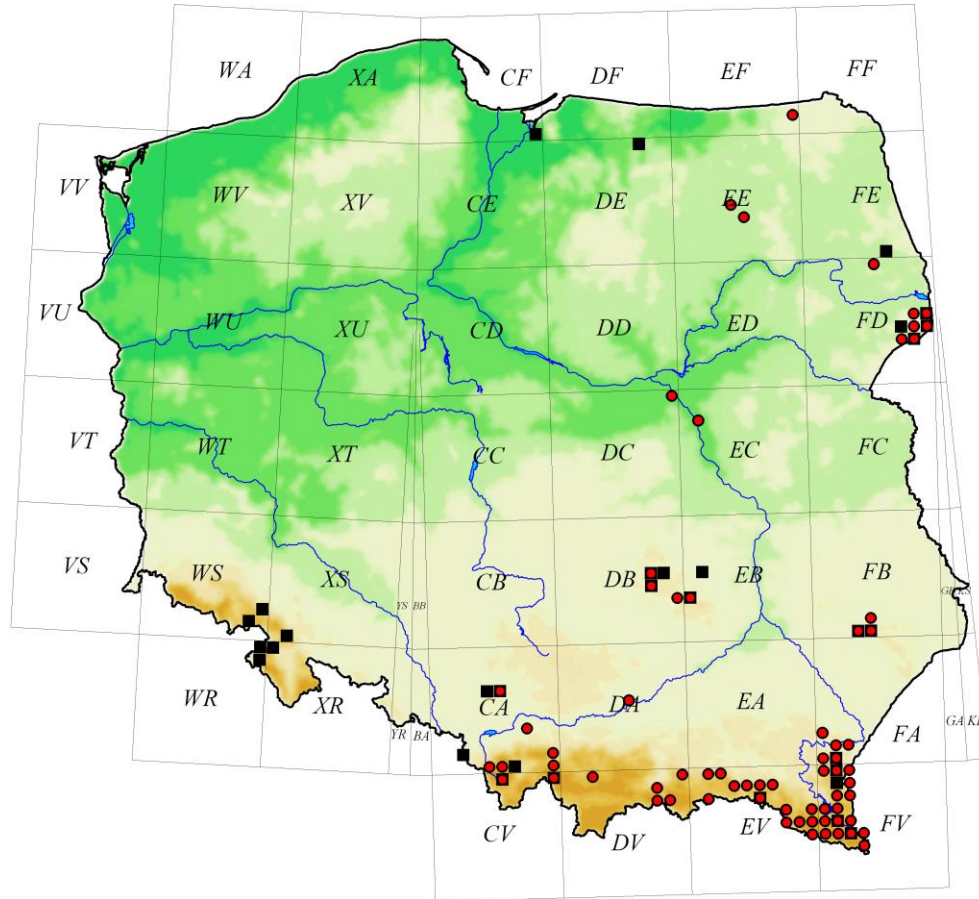 WA XA CF DF EF FF
VV WV XV CE DE EE FE
VU WU XU CD DD ED FD
VT WT XT CC DC EC FC
VS WS XS YS BB CB DB EB FB
WR XR YR BA CA DA EA FA GA
CV DV EV FV